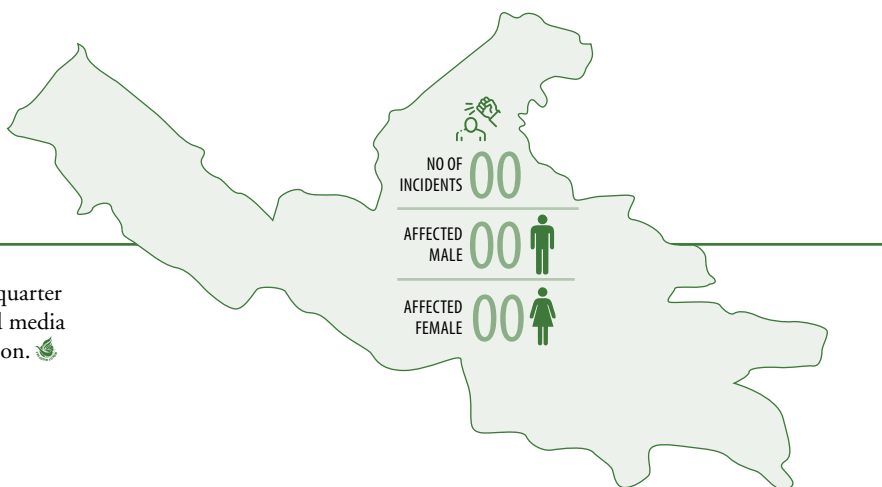 NO OF
INCIDENTS 00
AFFECTED
MALE 00
AFFECTED
FEMALE 00
quarter
media
on.